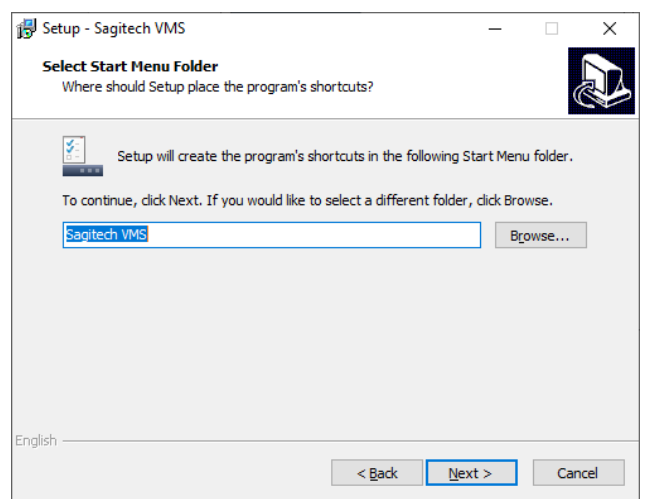 Setup - Sagitech VMS
Select Start Menu Folder
Where should Setup place the program's shortcuts?
Setup will create the program's shortcuts in the following Start Menu folder.
To continue, click Next. If you would like to select a different folder, click Browse.
Sagitech VMS
Browse...
English
< Back
Next >
Cancel